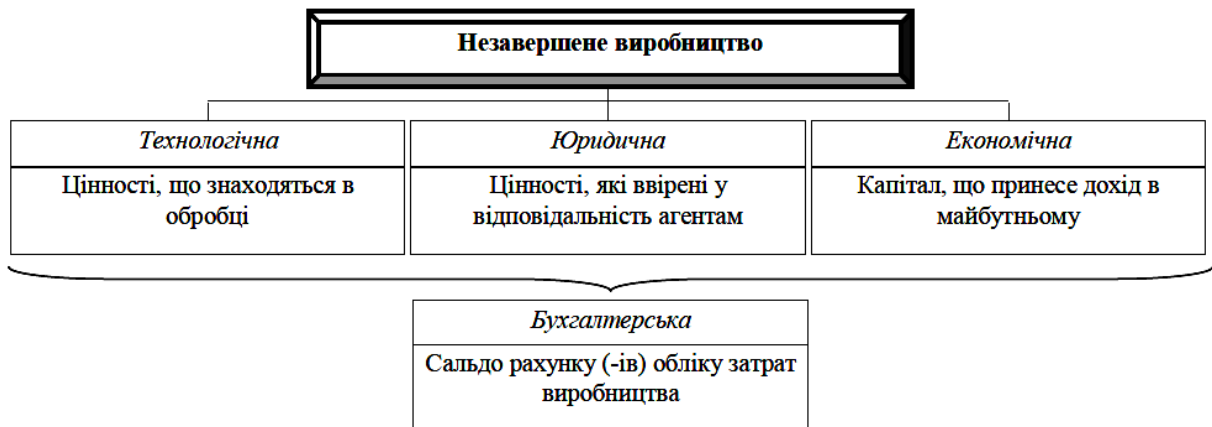 Незавершене виробництво
Технологічна
Цінності, що знаходяться в
обробці
Юридична
Цінності, які ввірені у
відповідальність агентам
Економічна
Капітал, що принесе дохід в
майбутньому
Бухгалтерська
Сальдо рахунку (-ів) обліку затрат
виробництва